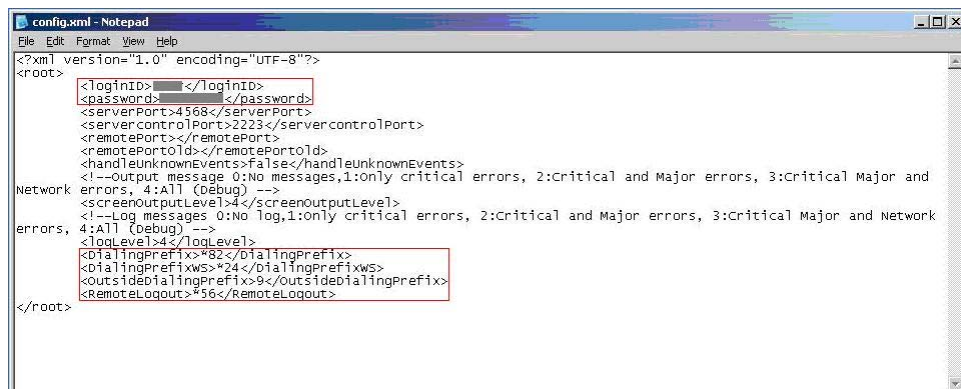 config.xml - Notepad
File Edit Format View Help
<?xml version="1.0" encoding="UTF-8"?>
<root>
<loginID></loginID>
<password></password>
<serverPort>4568</serverPort>
<servercontrolPort>2223</servercontrolPort>
<remotePort></remotePort>
<remotePortOld></remotePortOld>
<handleUnknownEvents>false</handleUnknownEvents>
<!--Output message 0:No messages,1:Only critical errors, 2:Critical and Major errors, 3:Critical Major and
Network errors, 4:All (Debug) -->
<screenOutputLevel>4</screenOutputLevel>
<!--Log messages 0:No log,1:Only critical errors, 2:Critical and Major errors, 3:Critical Major and Network
errors, 4:All (Debug) -->
<logLevel>4</logLevel>
<DialingPrefix>*82</DialingPrefix>
<DialingPrefixWS>*24</DialingPrefixWS>
<OutsideDialingPrefix>9</OutsideDialingPrefix>
<RemoteLogout>*56</RemoteLogout>
</root>